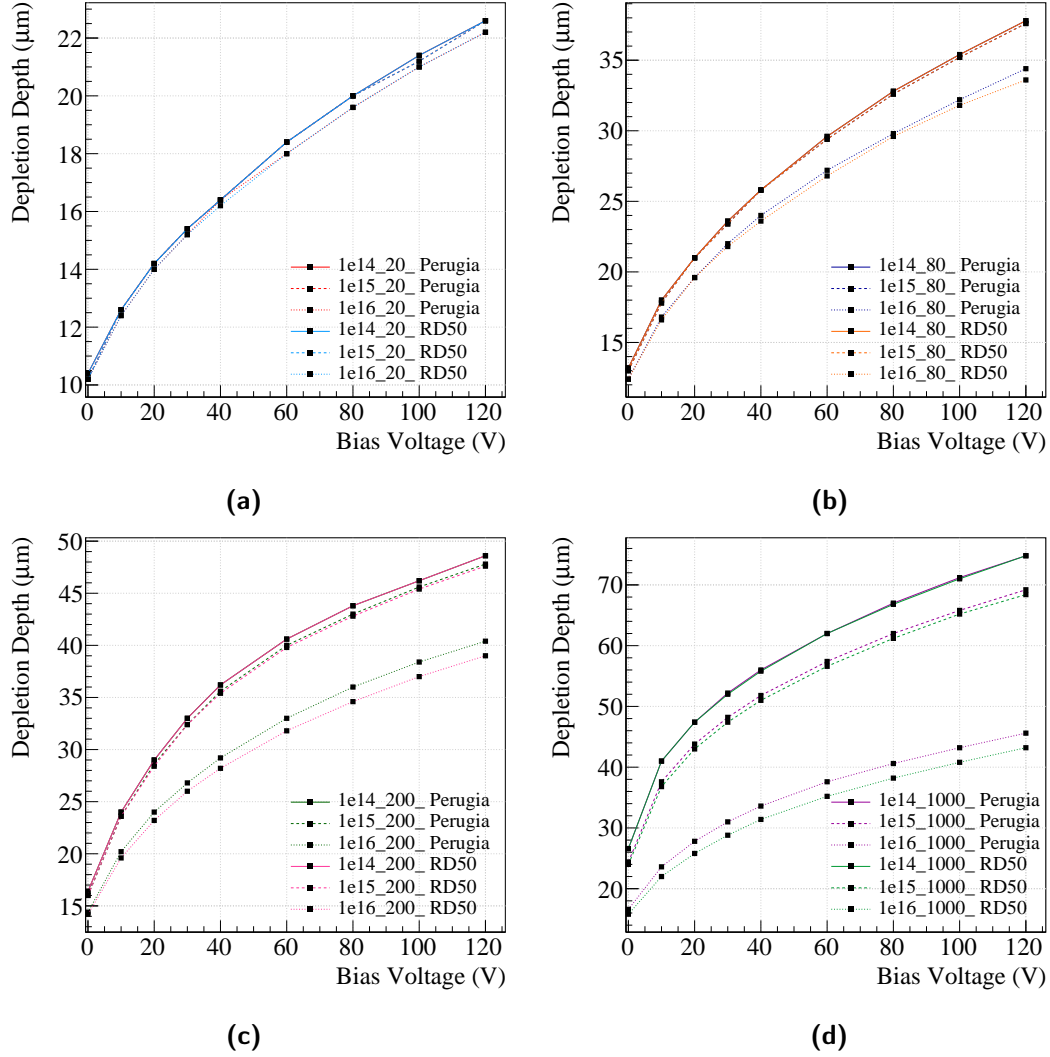 Depletion Depth (μm)
22
20
18
16
14
12
10
1e14_20_ Perugia
1e15_20_ Perugia
1e16_20_ Perugia
1e14_20_ RD50
1e15_20_ RD50
1e16_20_ RD50
0 20 40 60 80 100 120
Bias Voltage (V)
(a)
Depletion Depth (μm)
35
30
25
20
15
1e14_80_ Perugia
1e15_80_ Perugia
1e16_80_ Perugia
1e14_80_ RD50
1e15_80_ RD50
1e16_80_ RD50
0 20 40 60 80 100 120
Bias Voltage (V)
(b)
Depletion Depth (μm)
50
45
40
35
30
25
20
15
1e14_200_ Perugia
1e15_200_ Perugia
1e16_200_ Perugia
1e14_200_ RD50
1e15_200_ RD50
1e16_200_ RD50
0 20 40 60 80 100 120
Bias Voltage (V)
(c)
Depletion Depth (μm)
70
60
50
40
30
20
1e14_1000_ Perugia
1e15_1000_ Perugia
1e16_1000_ Perugia
1e14_1000_ RD50
1e15_1000_ RD50
1e16_1000_ RD50
0 20 40 60 80 100 120
Bias Voltage (V)
(d)